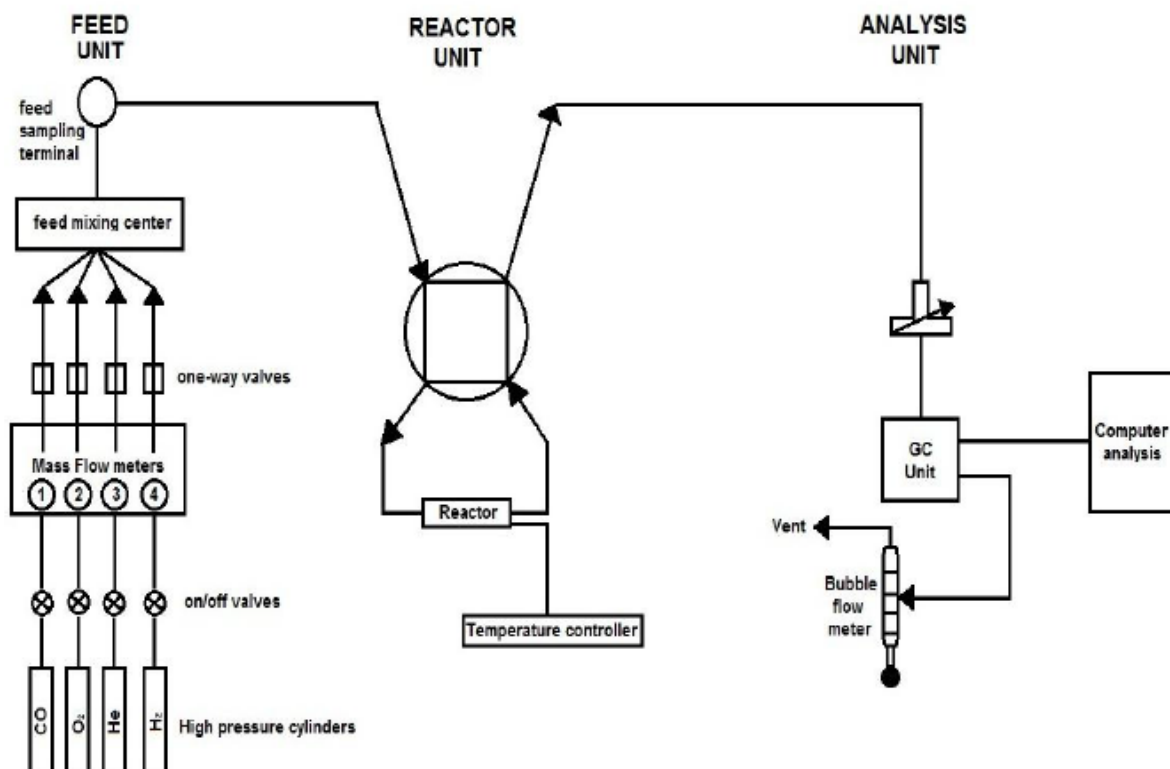 FEED
UNIT
REACTOR
UNIT
ANALYSIS
UNIT
feed
sampling
terminal
feed mixing center
one-way valves
Mass Flow meters
1 2 3 4
on/off valves
CO O₂ He H₂
High pressure cylinders
Reactor
Temperature controller
GC
Unit
Computer
analysis
Vent
Bubble
flow
meter